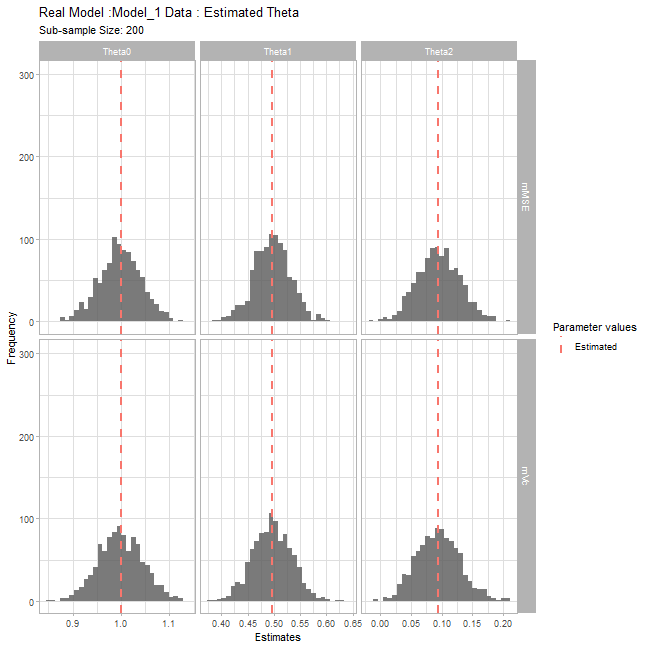 Real Model :Model_1 Data : Estimated Theta
Sub-sample Size: 200
Theta0 Theta1 Theta2
300
200
100
0
mMSE
Frequency
300
200
100
0
mVc
0.9 1.0 1.1
0.40 0.45 0.50 0.55 0.60 0.65
0.00 0.05 0.10 0.15 0.20
Estimates
Parameter values
Estimated